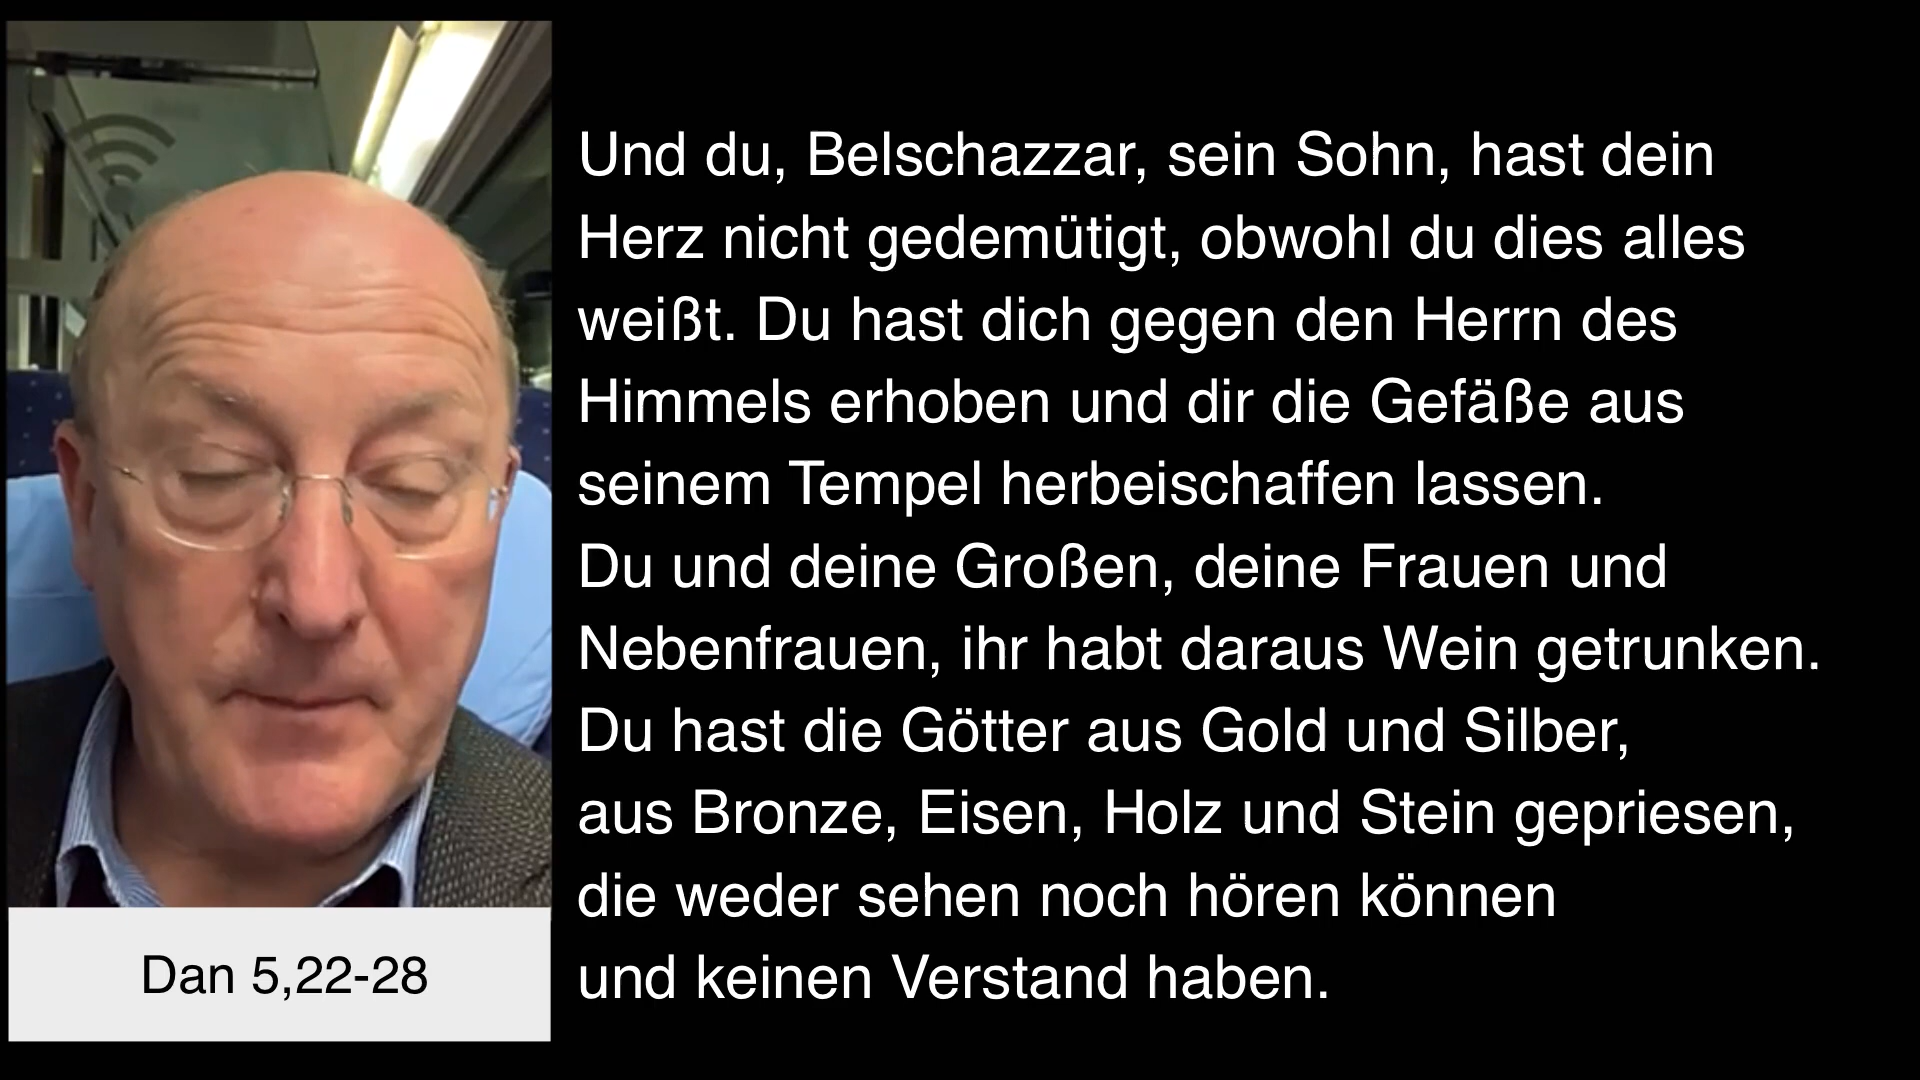 Und du, Belschazzar, sein Sohn, hast dein
Herz nicht gedemütigt, obwohl du dies alles
weißt. Du hast dich gegen den Herrn des
Himmels erhoben und dir die Gefäße aus
seinem Tempel herbeischaffen lassen.
Du und deine Großen, deine Frauen und
Nebenfrauen, ihr habt daraus Wein getrunken.
Du hast die Götter aus Gold und Silber,
aus Bronze, Eisen, Holz und Stein gepriesen,
die weder sehen noch hören können
und keinen Verstand haben.
Dan 5,22-28